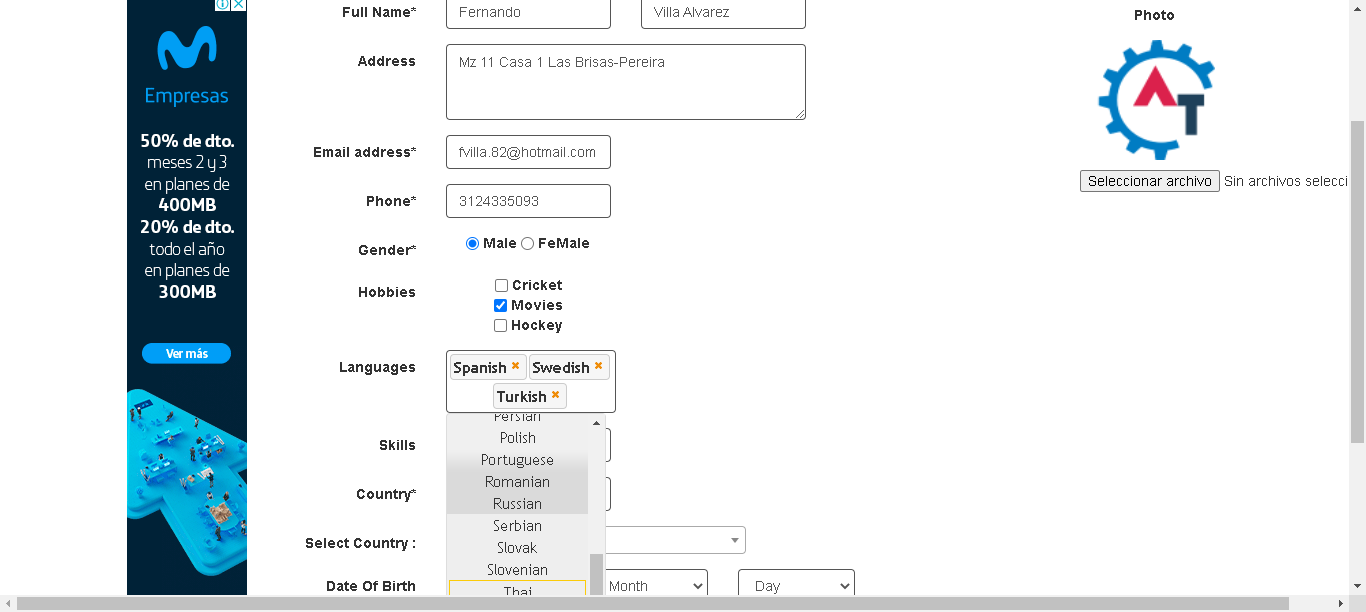 Empresas
50% de dto.
meses 2 y 3
en planes de
400MB
20% de dto.
todo el año
en planes de
300MB
Ver más
Full Name* Fernando Villa Alvarez
Address Mz 11 Casa 1 Las Brisas-Pereira
Email address* fvilla.82@hotmail.com
Phone* 3124335093
Gender* Male FeMale
Hobbies Cricket
Movies
Hockey
Languages Spanish Swedish
Turkish
Persian
Polish
Skills
Portuguese
Romanian
Country*
Russian
Serbian
Select Country :
Slovak
Slovenian
Date Of Birth Month Day
Thai
Photo
AT
Seleccionar archivo Sin archivos selecci